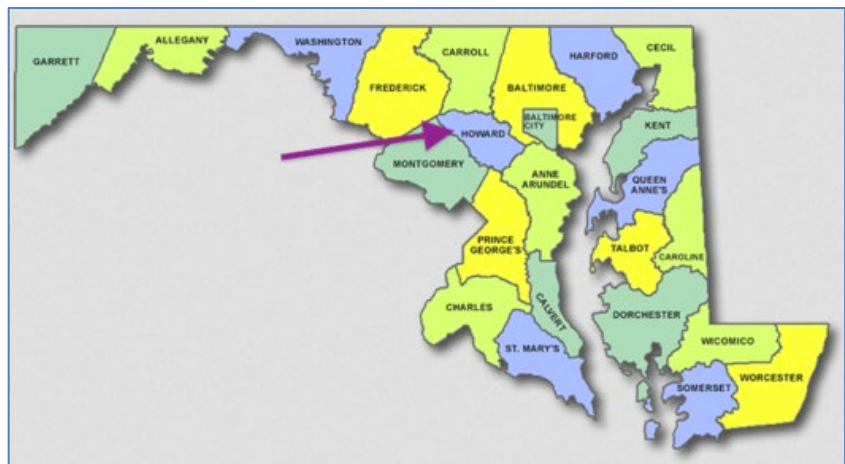 GARRETT
ALLEGANY
WASHINGTON
FREDERICK
CARROLL
BALTIMORE
BALTIMORE
CITY
HARFORD
CECIL
HOWARD
MONTGOMERY
KENT
ANNE
ARUNDEL
QUEEN
ANNE'S
PRINCE
GEORGE'S
TALBOT
CAROLINE
CHARLES
CALVERT
DORCHESTER
ST. MARY'S
WICOMICO
SOMERSET
WORCESTER